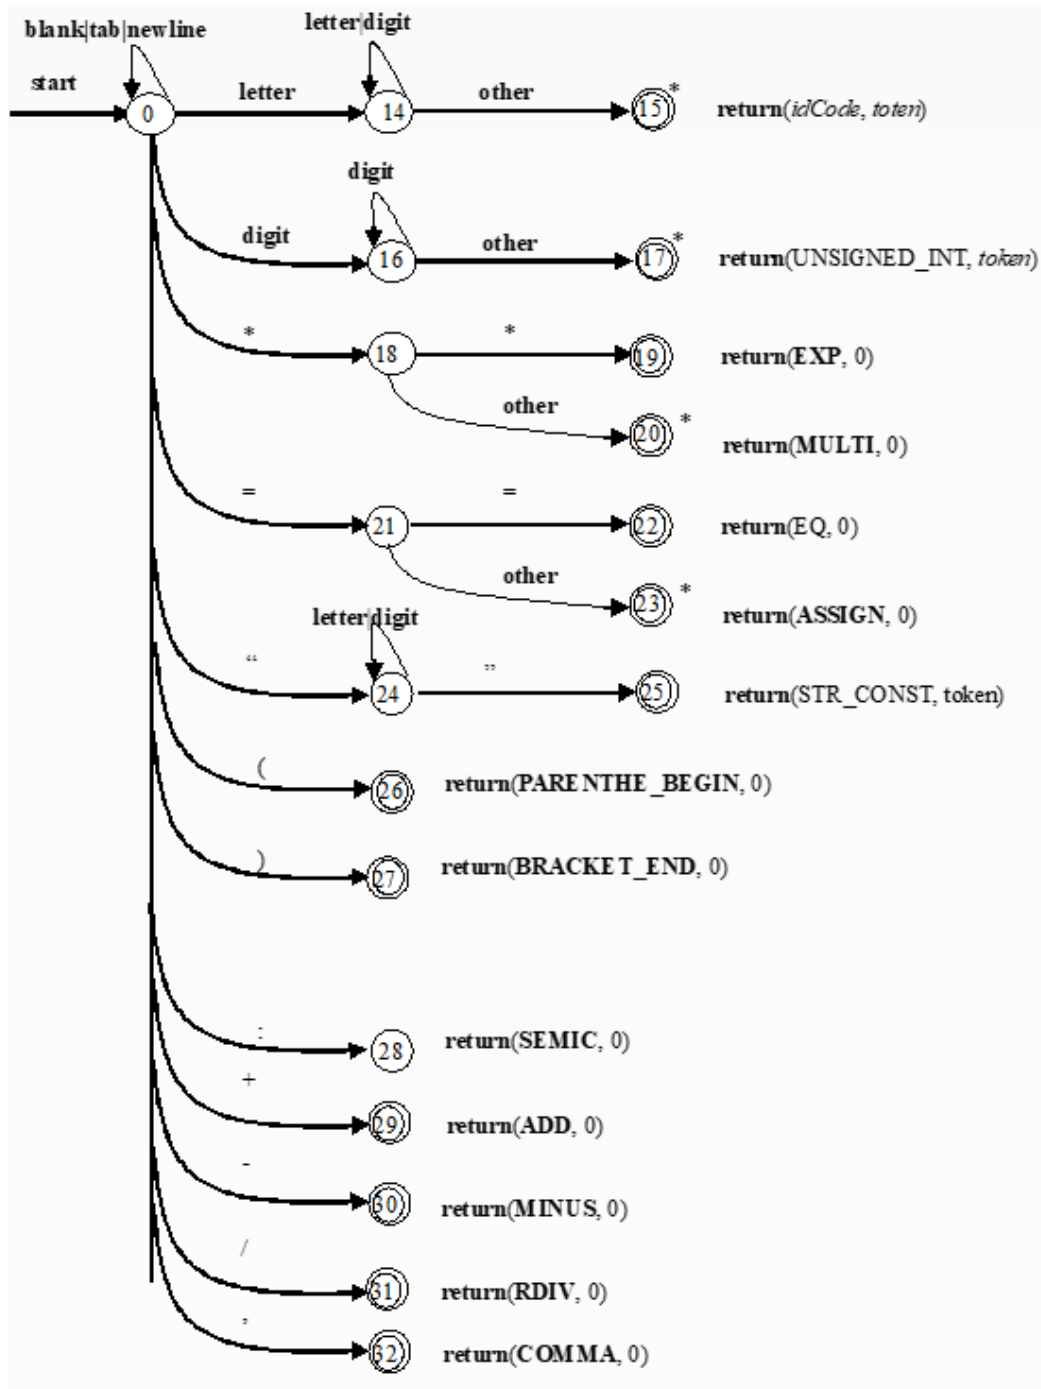 blank|tab|newline
letter|digit
start
letter
other
0
14
15
*
return(idCode, toten)
digit
digit
other
16
17
*
return(UNSIGNED_INT, token)
*
*
18
19
return(EXP, 0)
other
20
*
return(MULTI, 0)
=
=
21
22
return(EQ, 0)
other
23
*
return(ASSIGN, 0)
letter|digit
“
”
24
25
return(STR_CONST, token)
(
26
return(PARENTHE_BEGIN, 0)
)
27
return(BRACKET_END, 0)
:
28
return(SEMIC, 0)
+
29
return(ADD, 0)
-
30
return(MINUS, 0)
/
31
return(RDIV, 0)
,
32
return(COMMA, 0)